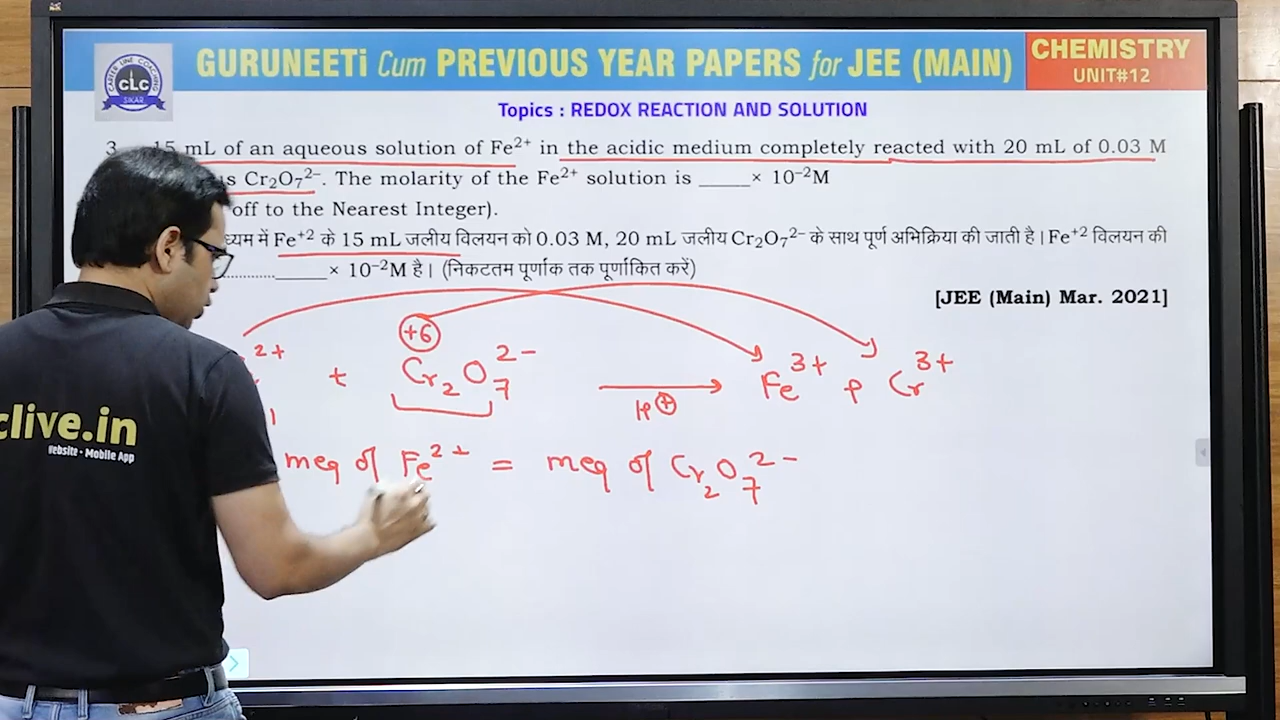 GURUNEETi Cum PREVIOUS YEAR PAPERS for JEE (MAIN)
CHEMISTRY
UNIT#12
CLC
SIKAR
Topics : REDOX REACTION AND SOLUTION
3. 15 mL of an aqueous solution of Fe²⁺ in the acidic medium completely reacted with 20 mL of 0.03 M
s Cr₂O₇²⁻. The molarity of the Fe²⁺ solution is _____× 10⁻²M
off to the Nearest Integer).
में Fe⁺² के 15 mL जलीय विलयन को 0.03 M, 20 mL जलीय Cr₂O₇²⁻ के साथ पूर्ण अभिक्रिया की जाती है। Fe⁺² विलयन की
............_____× 10⁻²M है। (निकटतम पूर्णांक तक पूर्णांकित करें)
[JEE (Main) Mar. 2021]
+6
2+ + Cr₂O₇²⁻ → Fe³⁺ + Cr³⁺
H⊕
1
meq of Fe²⁺ = meq of Cr₂O₇²⁻
clive.in
Website • Mobile App